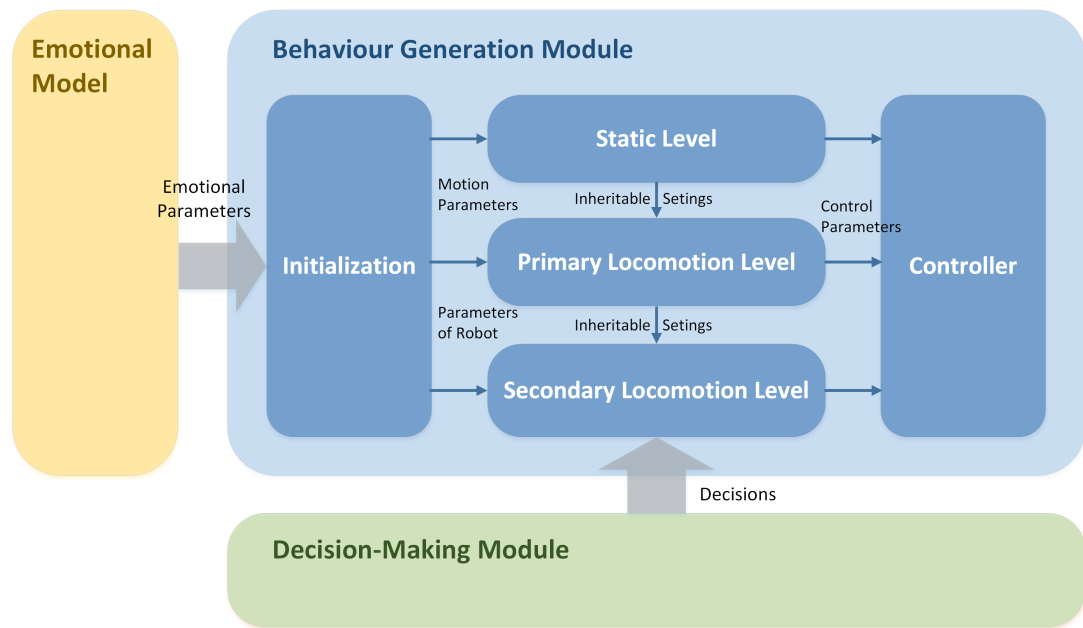 Emotional
Model
Behaviour Generation Module
Static Level
Emotional
Parameters
Motion
Parameters
Inheritable Setings
Control
Parameters
Initialization
Primary Locomotion Level
Controller
Parameters
of Robot
Inheritable Setings
Secondary Locomotion Level
Decisions
Decision-Making Module